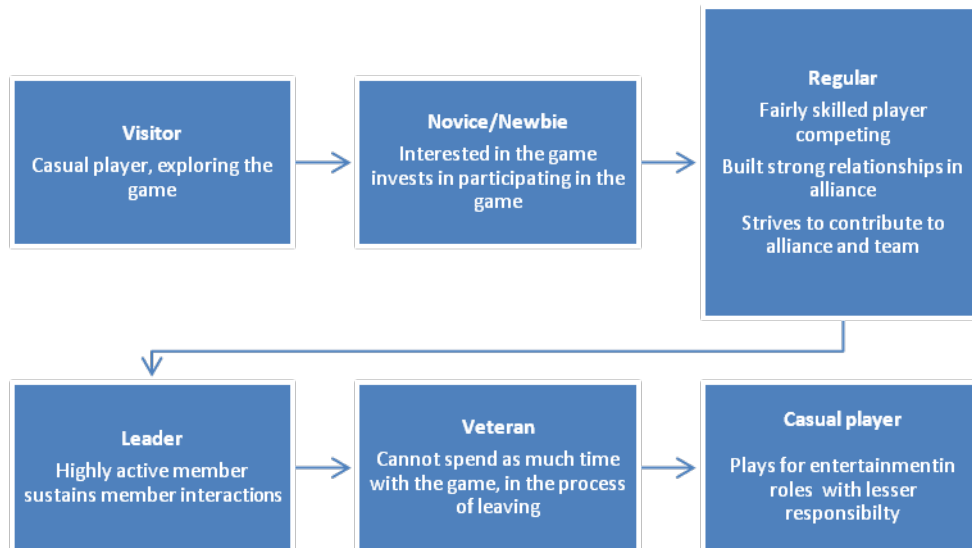 Visitor
Casual player, exploring the
game
Novice/Newbie
Interested in the game
invests in participating in the
game
Regular
Fairly skilled player
competing
Built strong relationships in
alliance
Strives to contribute to
alliance and team
Leader
Highly active member
sustains member interactions
Veteran
Cannot spend as much time
with the game, in the process
of leaving
Casual player
Plays for entertainmentin
roles with lesser
responsibilty